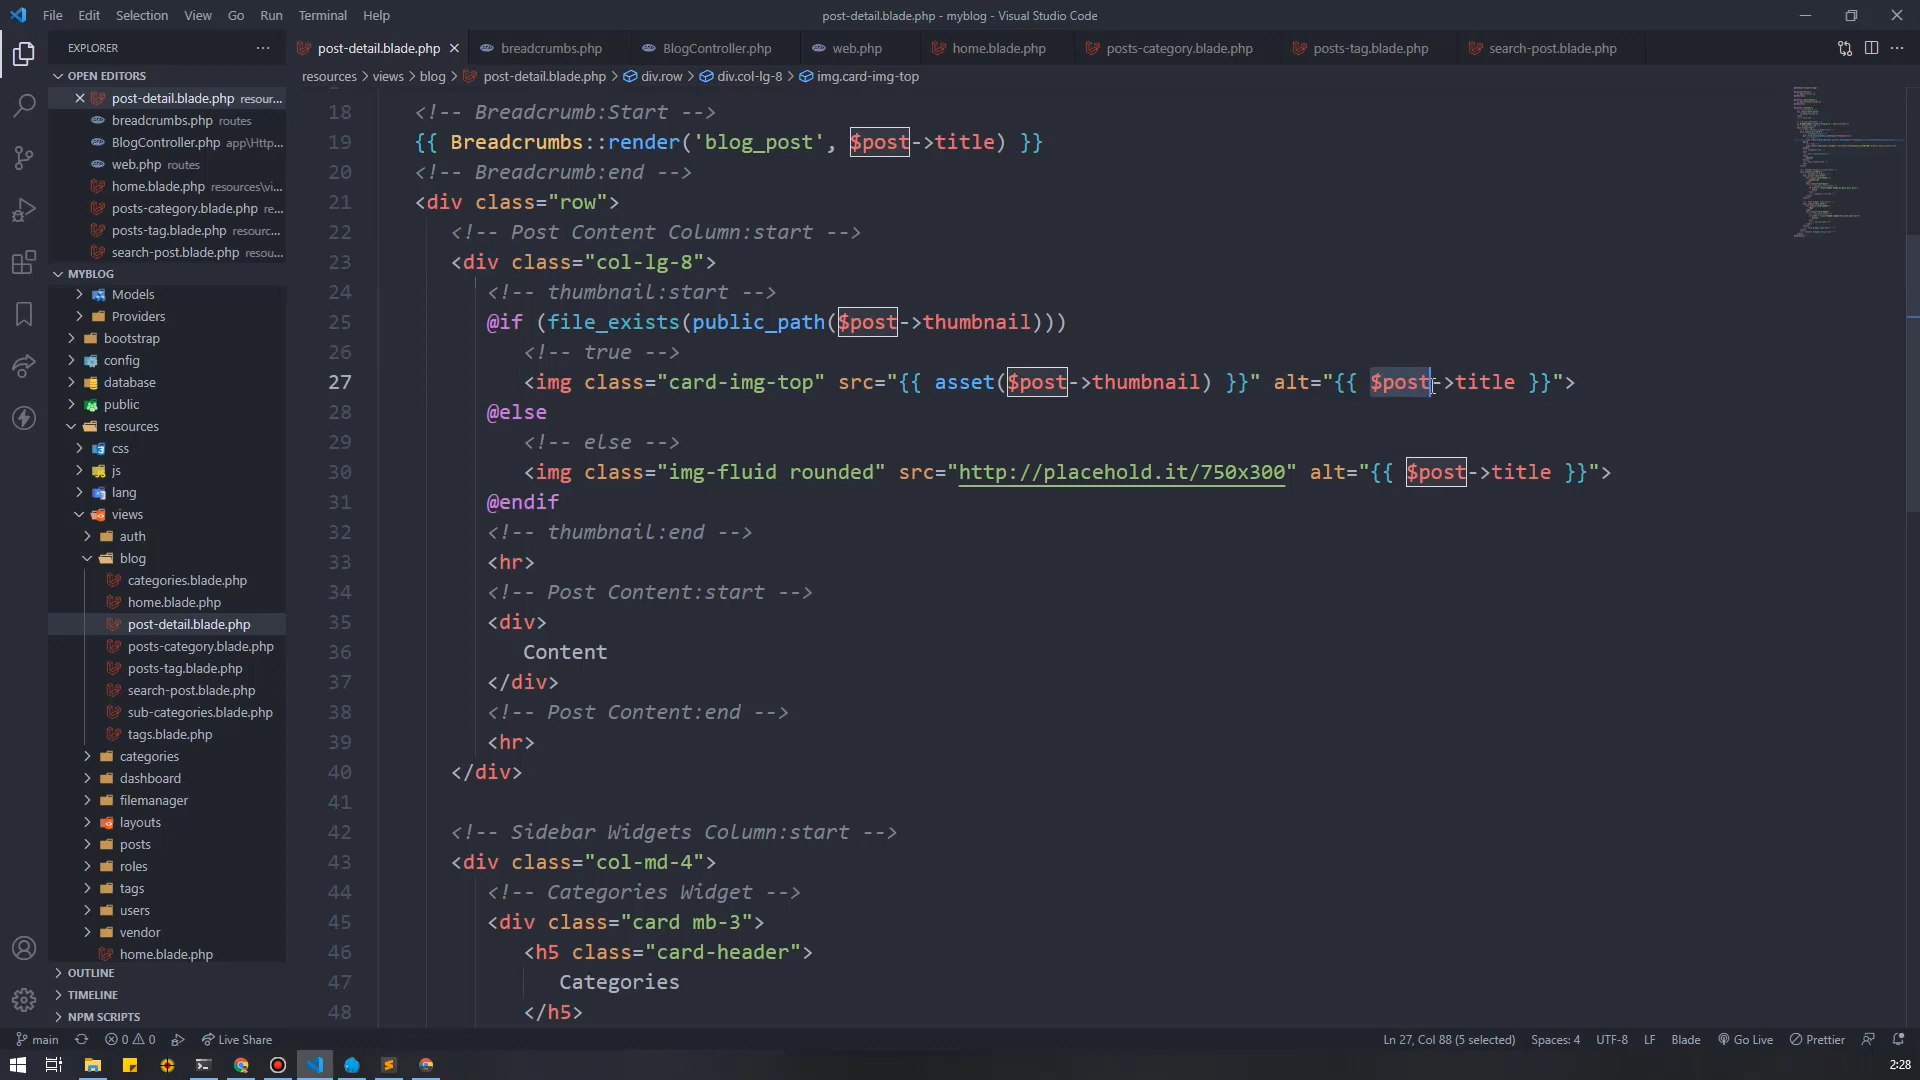 File Edit Selection View Go Run Terminal Help
post-detail.blade.php - myblog - Visual Studio Code
EXPLORER
post-detail.blade.php breadcrumbs.php BlogController.php web.php home.blade.php posts-category.blade.php posts-tag.blade.php search-post.blade.php
resources > views > blog > post-detail.blade.php > div.row > div.col-lg-8 > img.card-img-top
OPEN EDITORS
post-detail.blade.php resour...
breadcrumbs.php routes
BlogController.php app\Http...
web.php routes
home.blade.php resources\vi...
posts-category.blade.php re...
posts-tag.blade.php resourc...
search-post.blade.php resou...
MYBLOG
Models
Providers
bootstrap
config
database
public
resources
css
js
lang
views
auth
blog
categories.blade.php
home.blade.php
post-detail.blade.php
posts-category.blade.php
posts-tag.blade.php
search-post.blade.php
sub-categories.blade.php
tags.blade.php
categories
dashboard
filemanager
layouts
posts
roles
tags
users
vendor
home.blade.php
OUTLINE
TIMELINE
NPM SCRIPTS
18 <!-- Breadcrumb:Start -->
19 {{ Breadcrumbs::render('blog_post', $post->title) }}
20 <!-- Breadcrumb:end -->
21 <div class="row">
22 <!-- Post Content Column:start -->
23 <div class="col-lg-8">
24 <!-- thumbnail:start -->
25 @if (file_exists(public_path($post->thumbnail)))
26 <!-- true -->
27 <img class="card-img-top" src="{{ asset($post->thumbnail) }}" alt="{{ $post->title }}">
28 @else
29 <!-- else -->
30 <img class="img-fluid rounded" src="http://placehold.it/750x300" alt="{{ $post->title }}">
31 @endif
32 <!-- thumbnail:end -->
33 <hr>
34 <!-- Post Content:start -->
35 <div>
36 Content
37 </div>
38 <!-- Post Content:end -->
39 <hr>
40 </div>
41
42 <!-- Sidebar Widgets Column:start -->
43 <div class="col-md-4">
44 <!-- Categories Widget -->
45 <div class="card mb-3">
46 <h5 class="card-header">
47 Categories
48 </h5>
main 0 0 Live Share Ln 27, Col 88 (5 selected) Spaces: 4 UTF-8 LF Blade Go Live Prettier
2:28